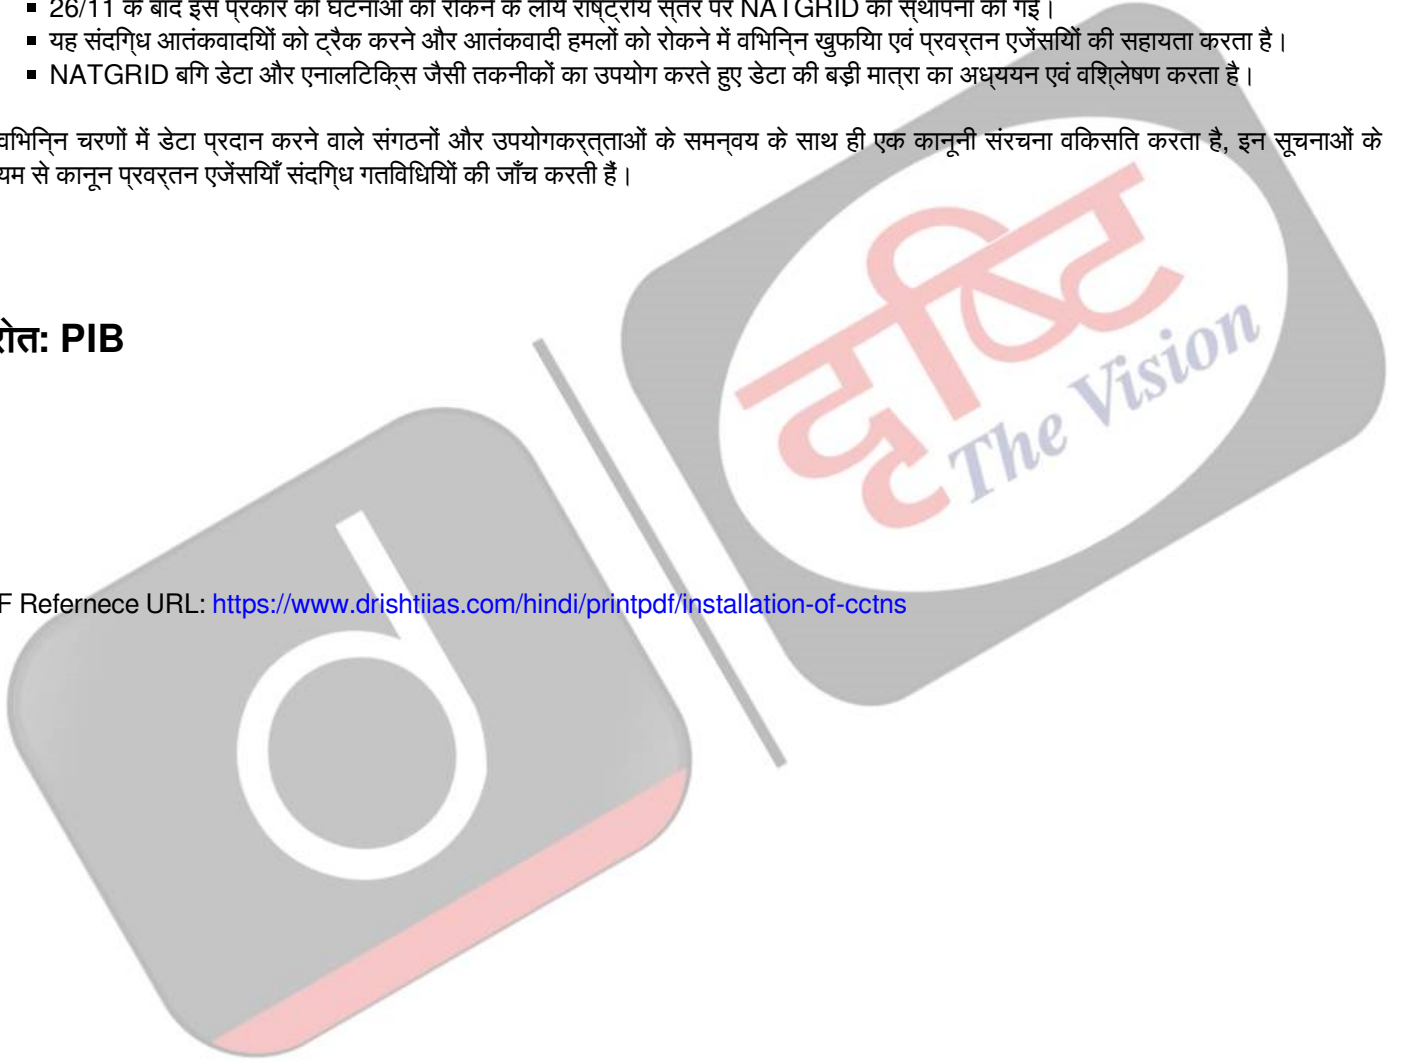 ▪ 26/11 के बाद इस प्रकार की घटनाओं को रोकने के लिये राष्ट्रीय स्तर पर NATGRID की स्थापना की गई।
▪ यह संदिग्ध आतंकवादियों को ट्रैक करने और आतंकवादी हमलों को रोकने में विभिन्न खुफिया एवं प्रवर्तन एजेंसियों की सहायता करता है।
▪ NATGRID बिग डेटा और एनालिटिक्स जैसी तकनीकों का उपयोग करते हुए डेटा की बड़ी मात्रा का अध्ययन एवं विश्लेषण करता है।
विभिन्न चरणों में डेटा प्रदान करने वाले संगठनों और उपयोगकर्त्ताओं के समन्वय के साथ ही एक कानूनी संरचना विकसित करता है, इन सूचनाओं के
यम से कानून प्रवर्तन एजेंसियाँ संदिग्ध गतिविधियों की जाँच करती हैं।
रोत: PIB
दृष्टि
The Vision
d
F Refernece URL: https://www.drishtiias.com/hindi/printpdf/installation-of-cctns